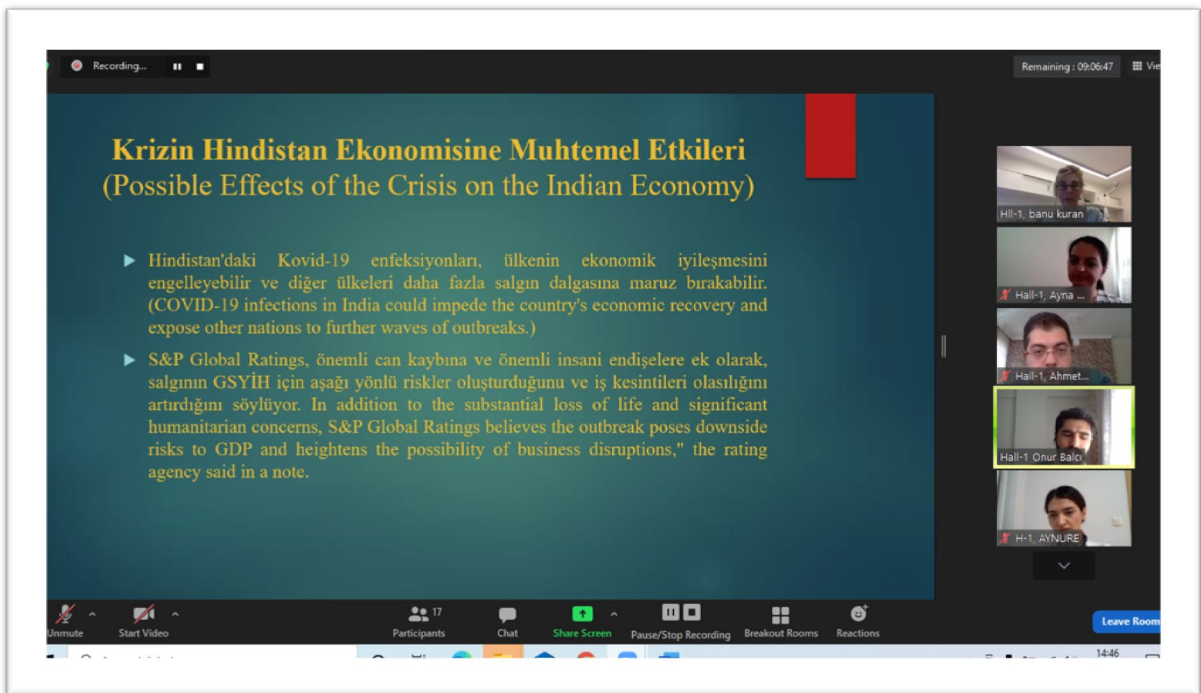 Recording...
Remaining : 09:06:47
Vie
Krizin Hindistan Ekonomisine Muhtemel Etkileri
(Possible Effects of the Crisis on the Indian Economy)
Hindistan'daki Kovid-19 enfeksiyonları, ülkenin ekonomik iyileşmesini
engelleyebilir ve diğer ülkeleri daha fazla salgın dalgasına maruz bırakabilir.
(COVID-19 infections in India could impede the country's economic recovery and
expose other nations to further waves of outbreaks.)
S&P Global Ratings, önemli can kaybına ve önemli insani endişelere ek olarak,
salgının GSYİH için aşağı yönlü riskler oluşturduğunu ve iş kesintileri olasılığını
artırdığını söylüyor. In addition to the substantial loss of life and significant
humanitarian concerns, S&P Global Ratings believes the outbreak poses downside
risks to GDP and heightens the possibility of business disruptions," the rating
agency said in a note.
Hll-1, banu kuran
Hall-1, Ayna ...
Hall-1, Ahmet...
Hall-1 Onur Balcı
H-1, AYNURE
Unmute
Start Video
17
Participants
Chat
Share Screen
Pause/Stop Recording
Breakout Rooms
Reactions
Leave Room
14:46